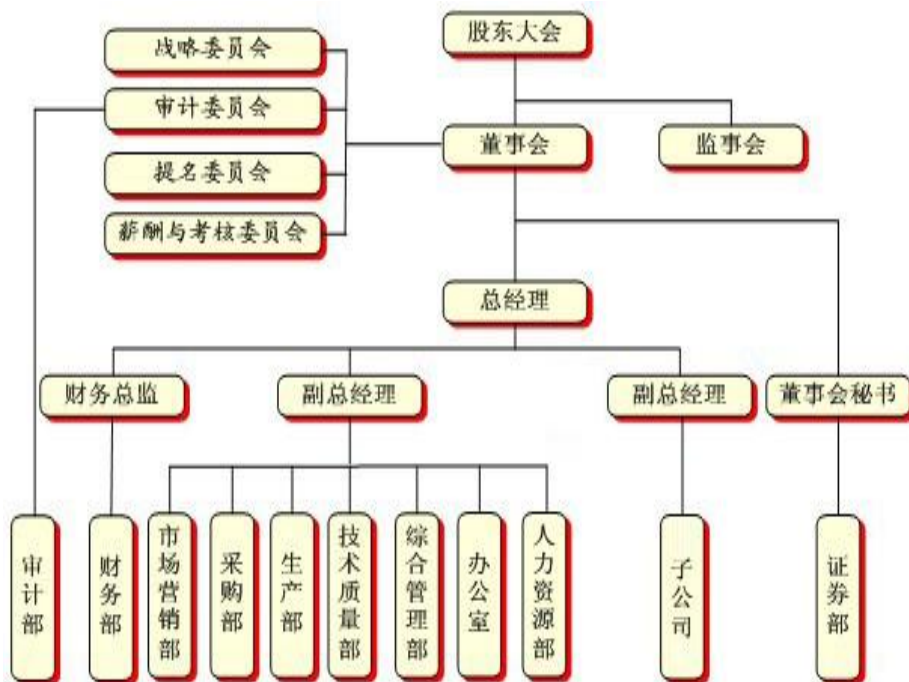 战略委员会
股东大会
审计委员会
董事会
监事会
提名委员会
薪酬与考核委员会
总经理
财务总监
副总经理
副总经理
董事会秘书
审计部
财务部
市场营销部
采购部
生产部
技术质量部
综合管理部
办公室
人力资源部
子公司
证券部